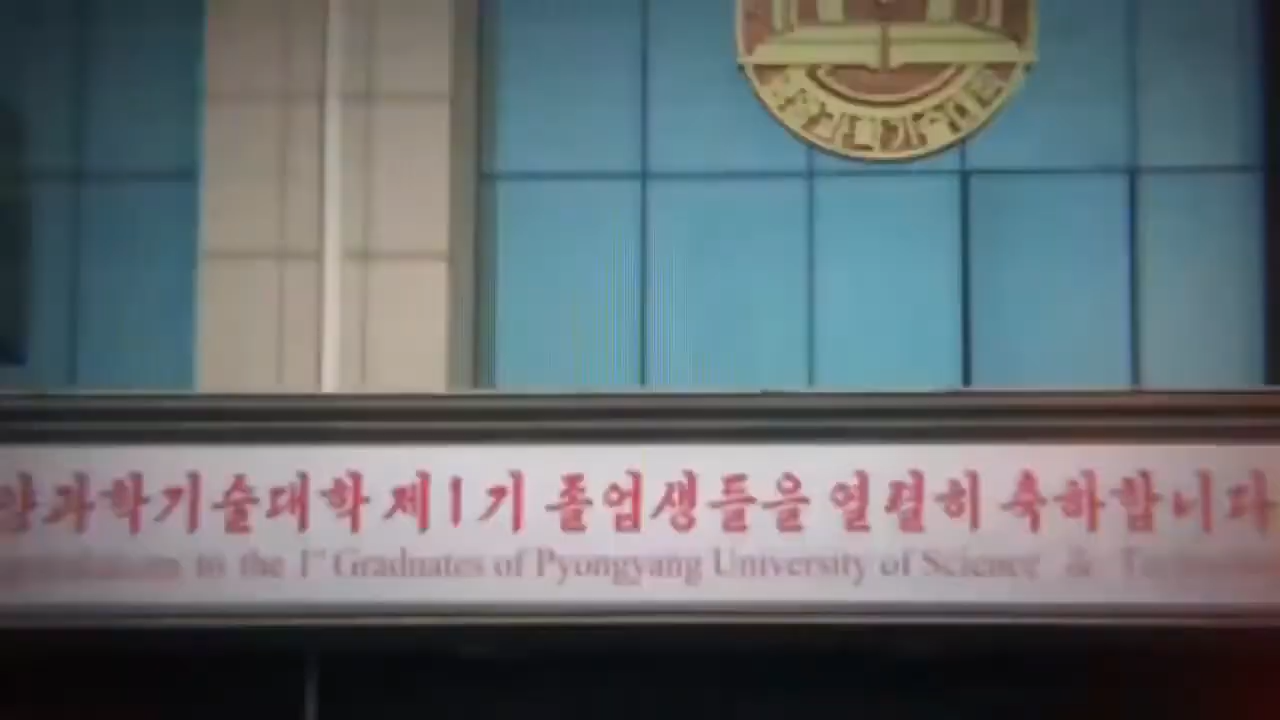 과학기술대학 제1기 졸업생들을 열렬히 축하합니다
to the 1st Graduates of Pyongyang University of Science &